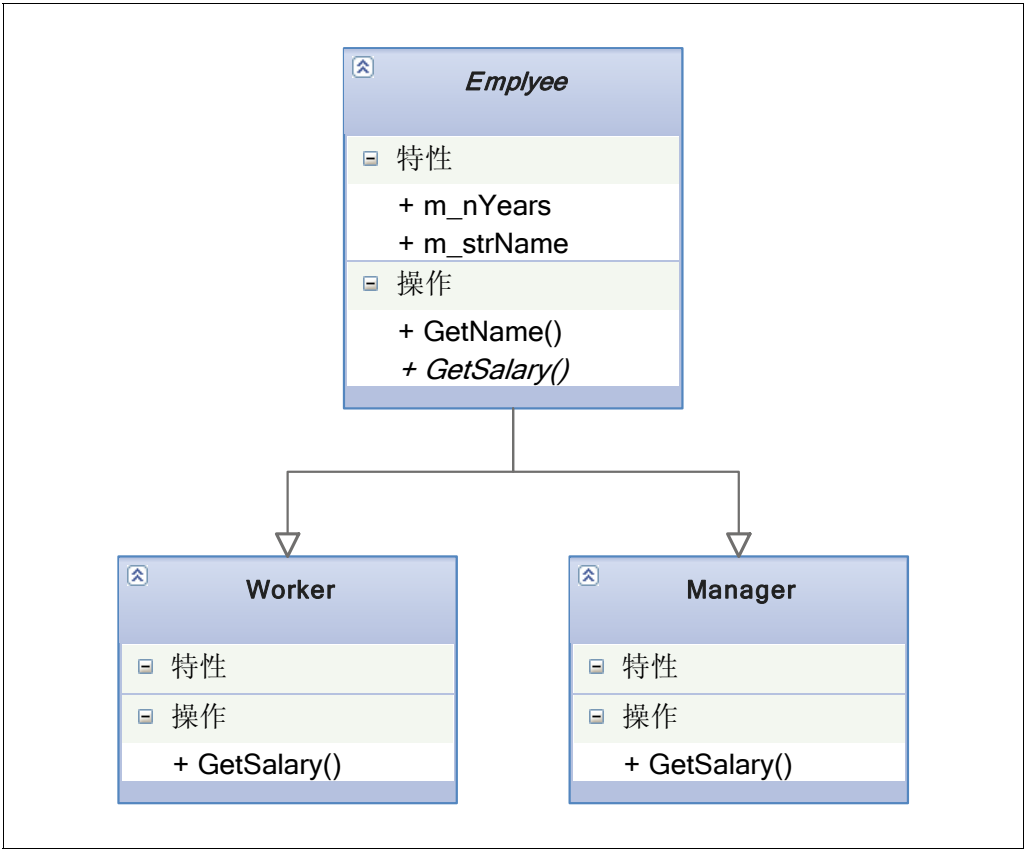 Emplyee
特性
+ m_nYears
+ m_strName
操作
+ GetName()
+ GetSalary()
Worker
特性
操作
+ GetSalary()
Manager
特性
操作
+ GetSalary()